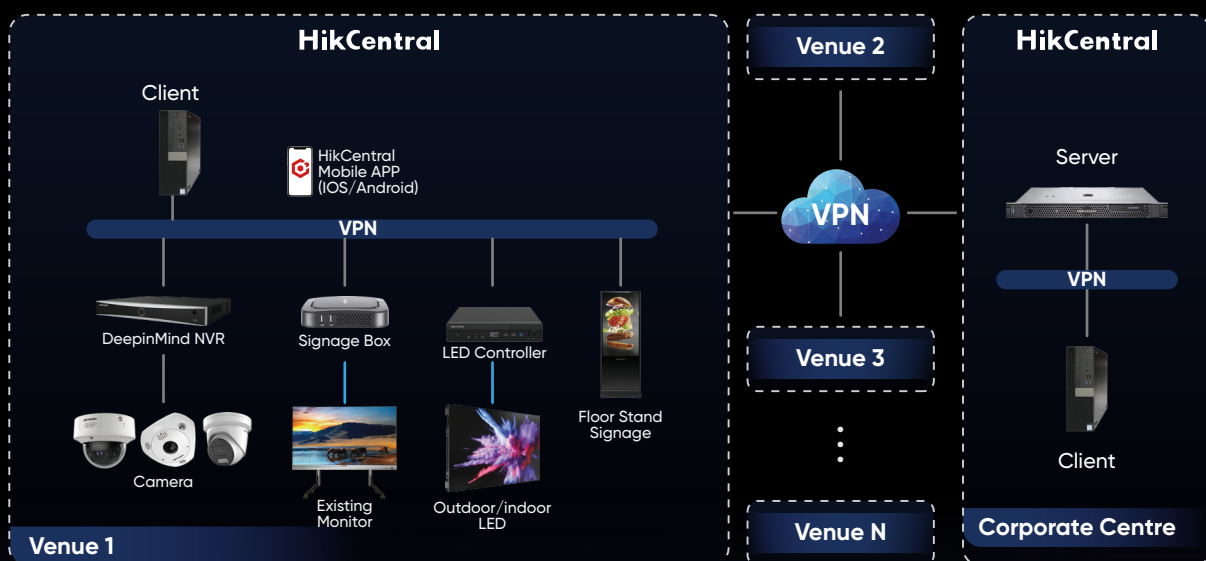 HikCentral
Client
HikCentral
Mobile APP
(IOS/Android)
VPN
DeepinMind NVR
Signage Box
LED Controller
Floor Stand
Signage
Camera
Existing
Monitor
Outdoor/indoor
LED
Venue 1
Venue 2
VPN
Venue 3
Venue N
HikCentral
Server
VPN
Client
Corporate Centre